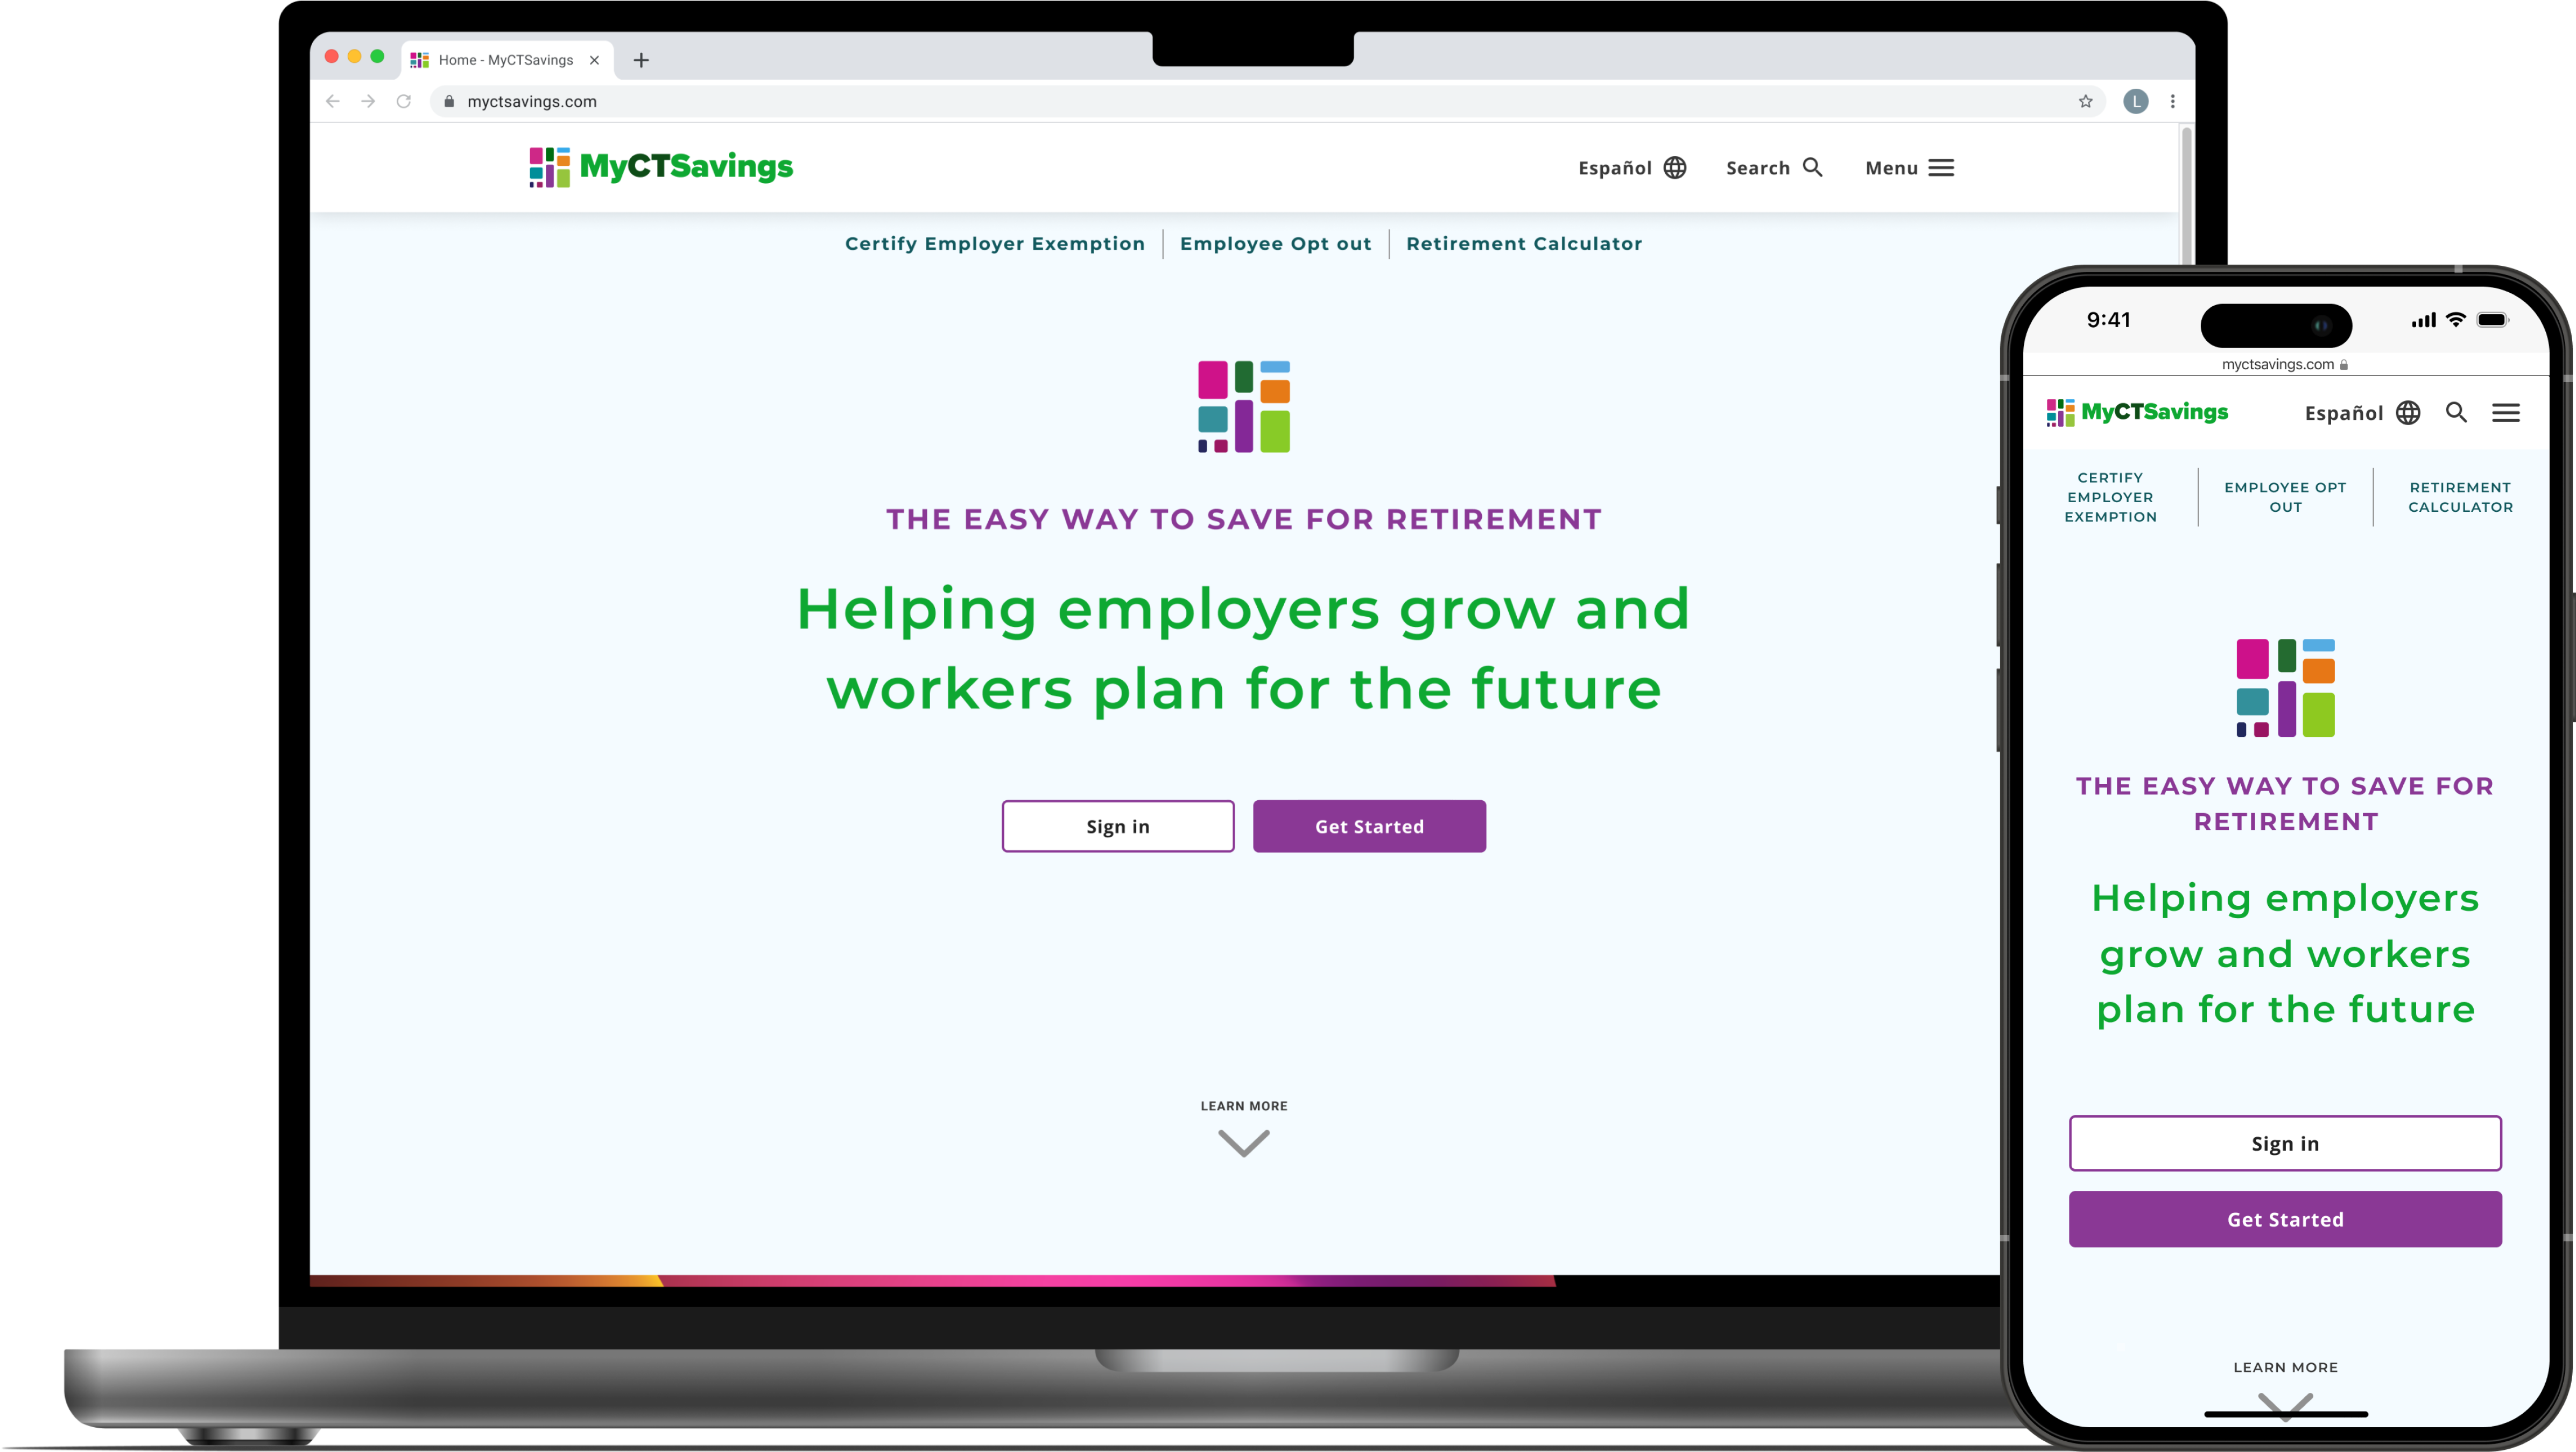 Home - MyCTSavings
myctsavings.com
L
MyCTSavings
Español
Search
Menu
Certify Employer Exemption
Employee Opt out
Retirement Calculator
THE EASY WAY TO SAVE FOR RETIREMENT
Helping employers grow and
workers plan for the future
Sign in
Get Started
LEARN MORE
9:41
myctsavings.com
MyCTSavings
Español
CERTIFY
EMPLOYER
EXEMPTION
EMPLOYEE OPT
OUT
RETIREMENT
CALCULATOR
THE EASY WAY TO SAVE FOR
RETIREMENT
Helping employers
grow and workers
plan for the future
Sign in
Get Started
LEARN MORE